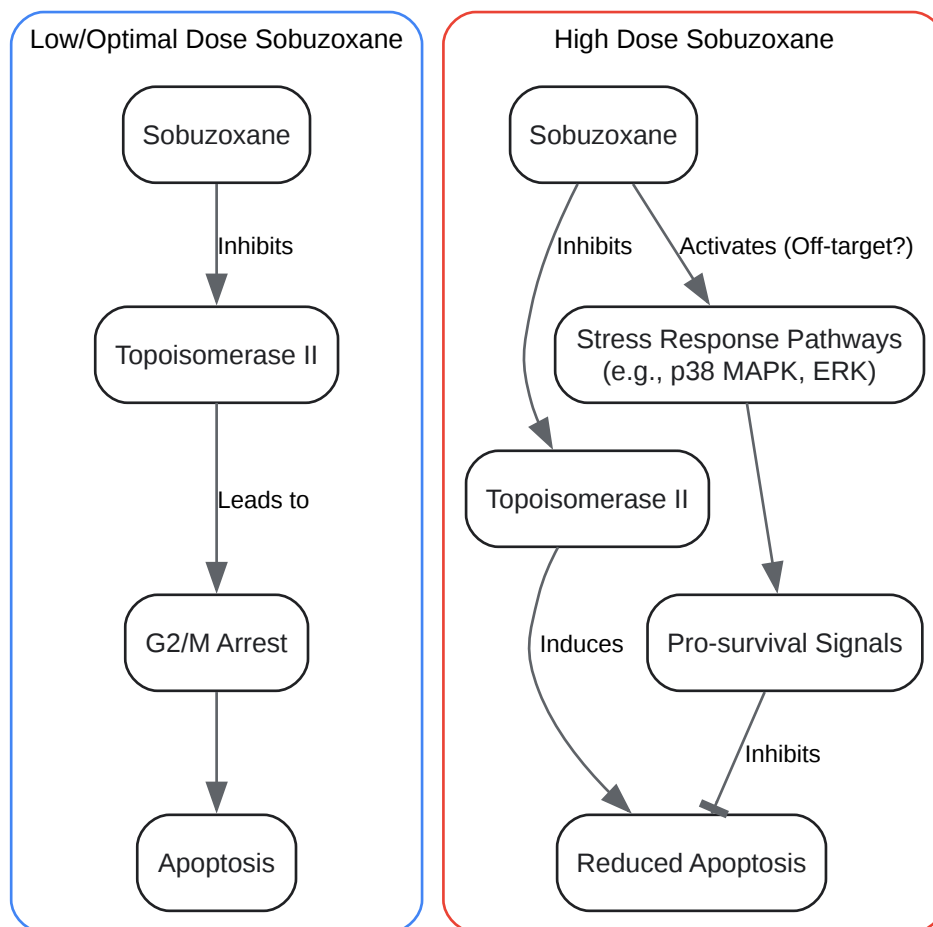 Low/Optimal Dose Sobuzoxane
Sobuzoxane
Inhibits
Topoisomerase II
Leads to
G2/M Arrest
Apoptosis
High Dose Sobuzoxane
Sobuzoxane
Inhibits
Activates (Off-target?)
Stress Response Pathways
(e.g., p38 MAPK, ERK)
Topoisomerase II
Induces
Pro-survival Signals
Inhibits
Reduced Apoptosis